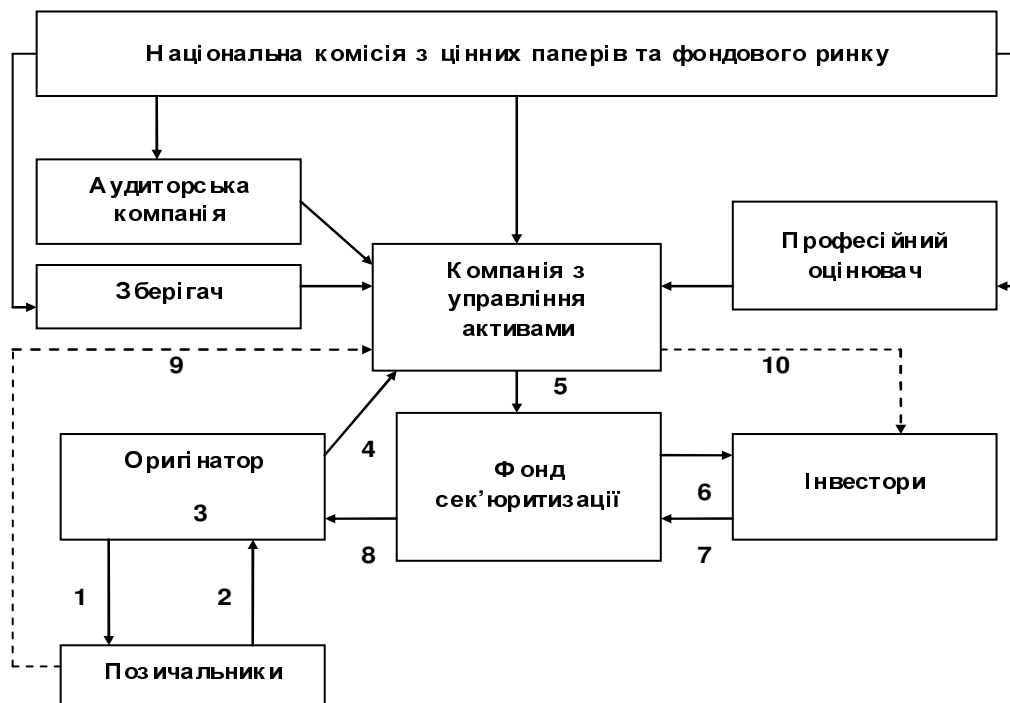 Національна комісія з цінних паперів та фондового ринку
Аудиторська
компанія
Зберігач
Компанія з
управління
активами
Професійний
оцінювач
9
10
5
4
Оригінатор
3
Фонд
сек’юритизації
6
Інвестори
8
7
1
2
Позичальники